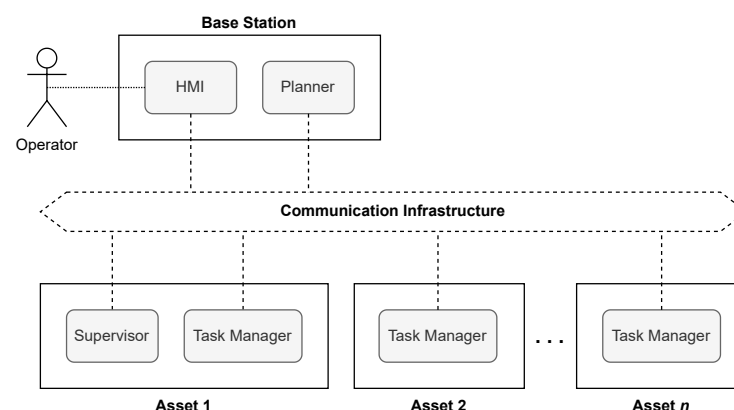 Base Station
HMI
Planner
Operator
Communication Infrastructure
Supervisor
Task Manager
Task Manager
. . .
Task Manager
Asset 1
Asset 2
Asset n